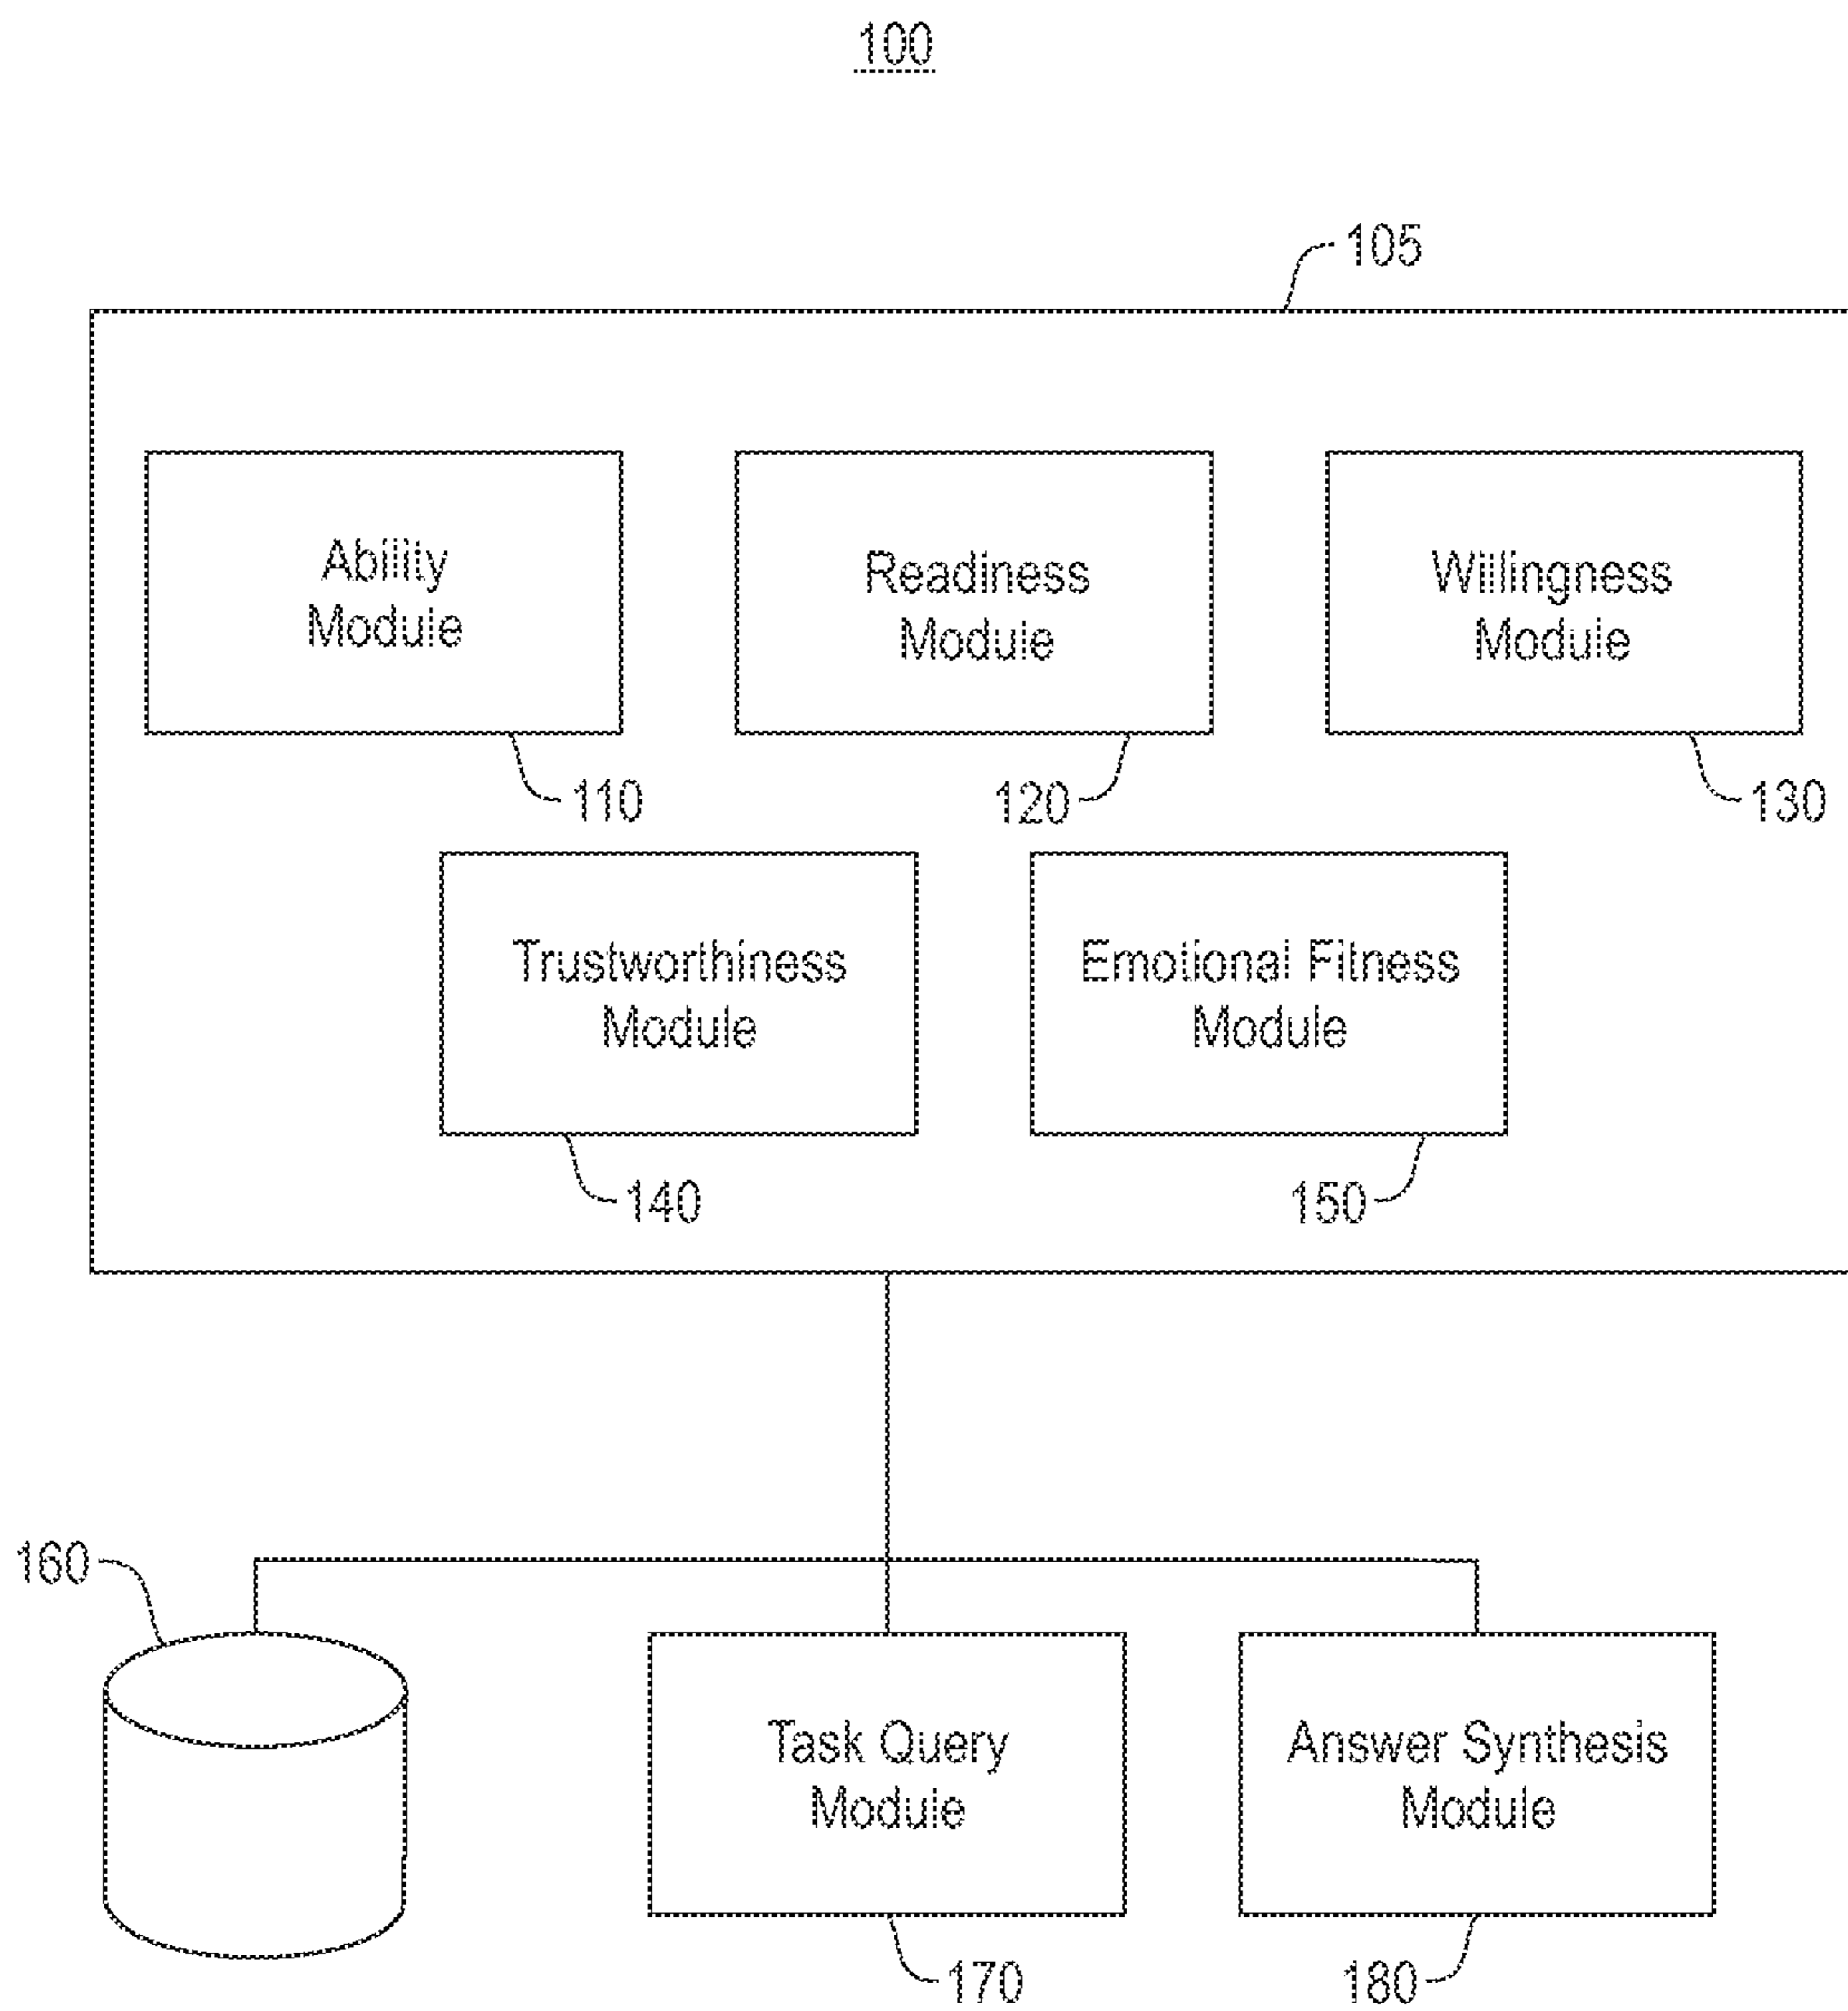 100
105
Ability
Module
Readiness
Module
Willingness
Module
110
120
130
Trustworthiness
Module
Emotional Fitness
Module
140
150
160
Task Query
Module
Answer Synthesis
Module
170
180